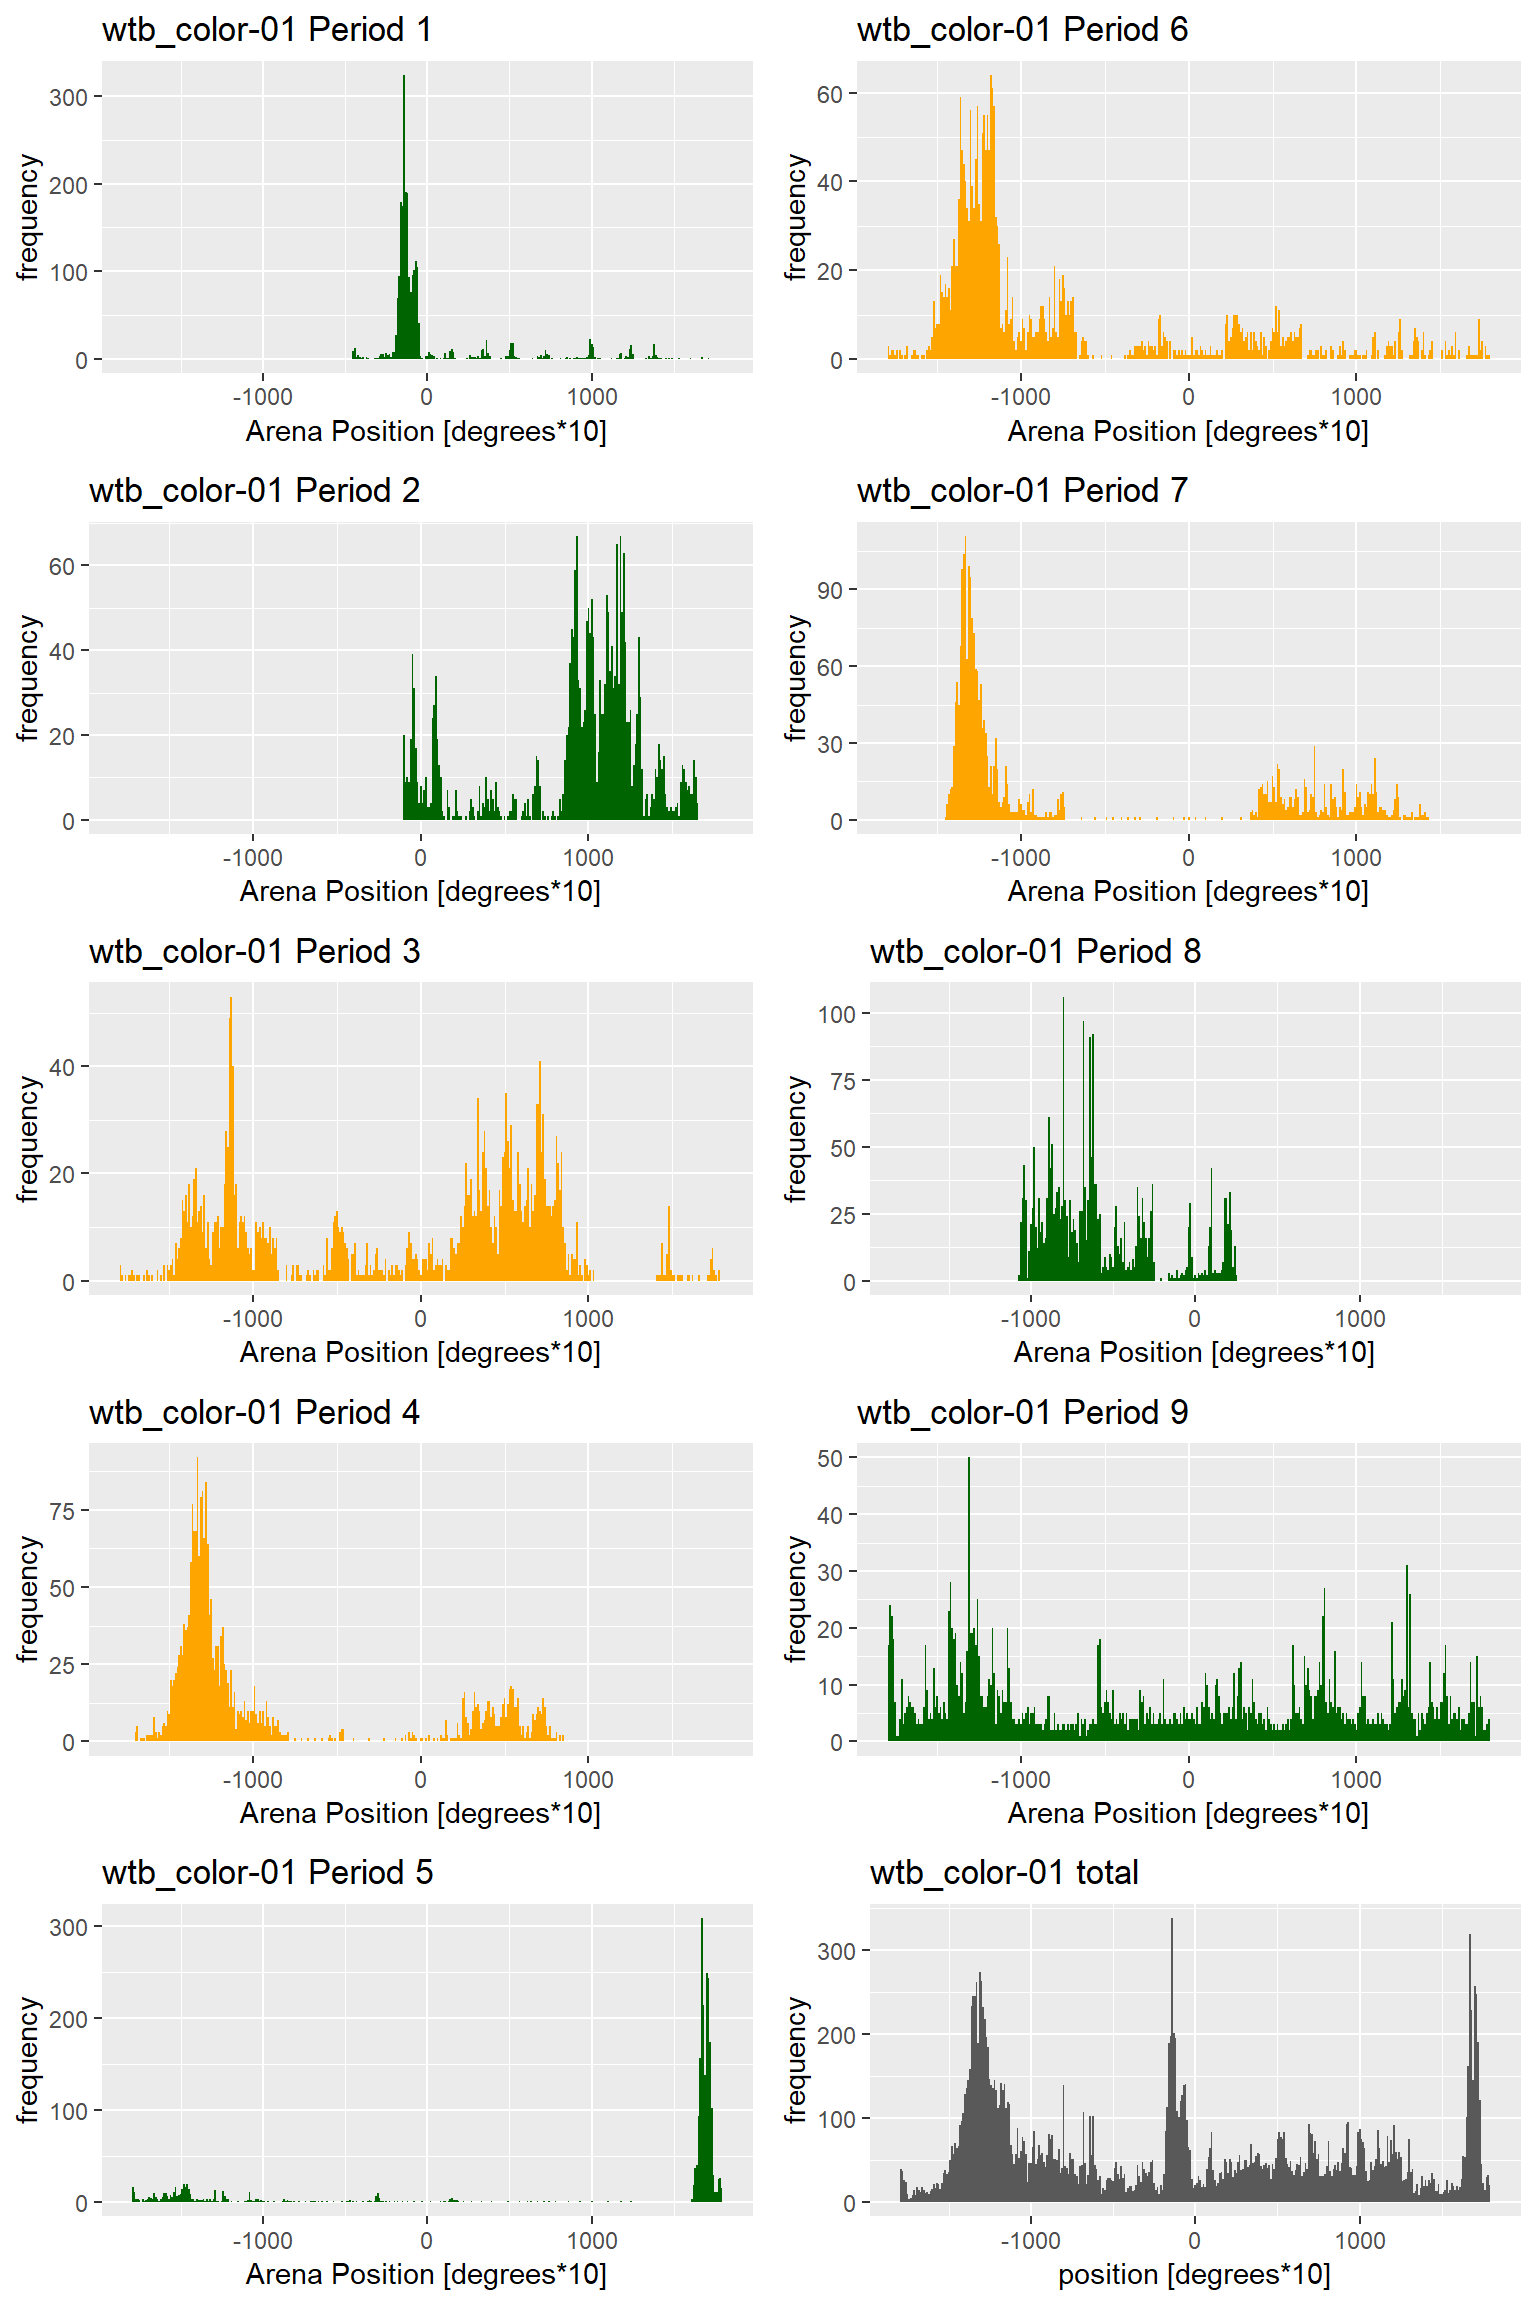 wtb_color-01 Period 1
frequency
300
200
100
0
-1000 0 1000
Arena Position [degrees*10]
wtb_color-01 Period 2
frequency
60
40
20
0
-1000 0 1000
Arena Position [degrees*10]
wtb_color-01 Period 3
frequency
40
20
0
-1000 0 1000
Arena Position [degrees*10]
wtb_color-01 Period 4
frequency
75
50
25
0
-1000 0 1000
Arena Position [degrees*10]
wtb_color-01 Period 5
frequency
300
200
100
0
-1000 0 1000
Arena Position [degrees*10]
wtb_color-01 Period 6
frequency
60
40
20
0
-1000 0 1000
Arena Position [degrees*10]
wtb_color-01 Period 7
frequency
90
60
30
0
-1000 0 1000
Arena Position [degrees*10]
wtb_color-01 Period 8
frequency
100
75
50
25
0
-1000 0 1000
Arena Position [degrees*10]
wtb_color-01 Period 9
frequency
50
40
30
20
10
0
-1000 0 1000
Arena Position [degrees*10]
wtb_color-01 total
frequency
300
200
100
0
-1000 0 1000
position [degrees*10]